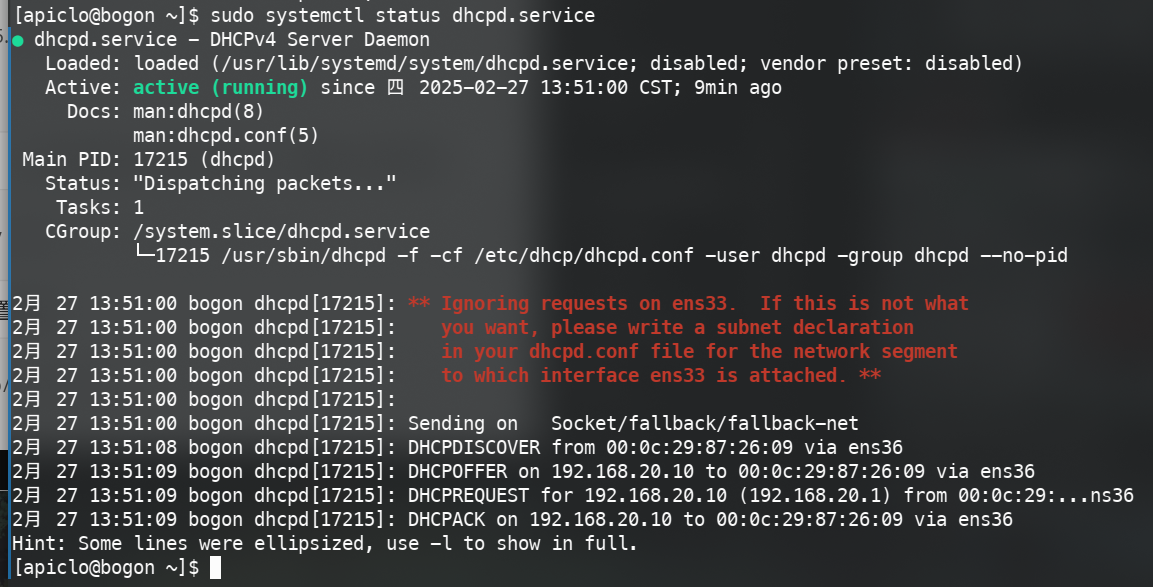 [apiclo@bogon ~]$ sudo systemctl status dhcpd.service
● dhcpd.service - DHCPv4 Server Daemon
   Loaded: loaded (/usr/lib/systemd/system/dhcpd.service; disabled; vendor preset: disabled)
   Active: active (running) since 四 2025-02-27 13:51:00 CST; 9min ago
     Docs: man:dhcpd(8)
           man:dhcpd.conf(5)
 Main PID: 17215 (dhcpd)
   Status: "Dispatching packets..."
    Tasks: 1
   CGroup: /system.slice/dhcpd.service
           └─17215 /usr/sbin/dhcpd -f -cf /etc/dhcp/dhcpd.conf -user dhcpd -group dhcpd --no-pid

2月 27 13:51:00 bogon dhcpd[17215]: ** Ignoring requests on ens33.  If this is not what
2月 27 13:51:00 bogon dhcpd[17215]:    you want, please write a subnet declaration
2月 27 13:51:00 bogon dhcpd[17215]:    in your dhcpd.conf file for the network segment
2月 27 13:51:00 bogon dhcpd[17215]:    to which interface ens33 is attached. **
2月 27 13:51:00 bogon dhcpd[17215]:
2月 27 13:51:00 bogon dhcpd[17215]: Sending on   Socket/fallback/fallback-net
2月 27 13:51:08 bogon dhcpd[17215]: DHCPDISCOVER from 00:0c:29:87:26:09 via ens36
2月 27 13:51:09 bogon dhcpd[17215]: DHCPOFFER on 192.168.20.10 to 00:0c:29:87:26:09 via ens36
2月 27 13:51:09 bogon dhcpd[17215]: DHCPREQUEST for 192.168.20.10 (192.168.20.1) from 00:0c:29:...ns36
2月 27 13:51:09 bogon dhcpd[17215]: DHCPACK on 192.168.20.10 to 00:0c:29:87:26:09 via ens36
Hint: Some lines were ellipsized, use -l to show in full.
[apiclo@bogon ~]$